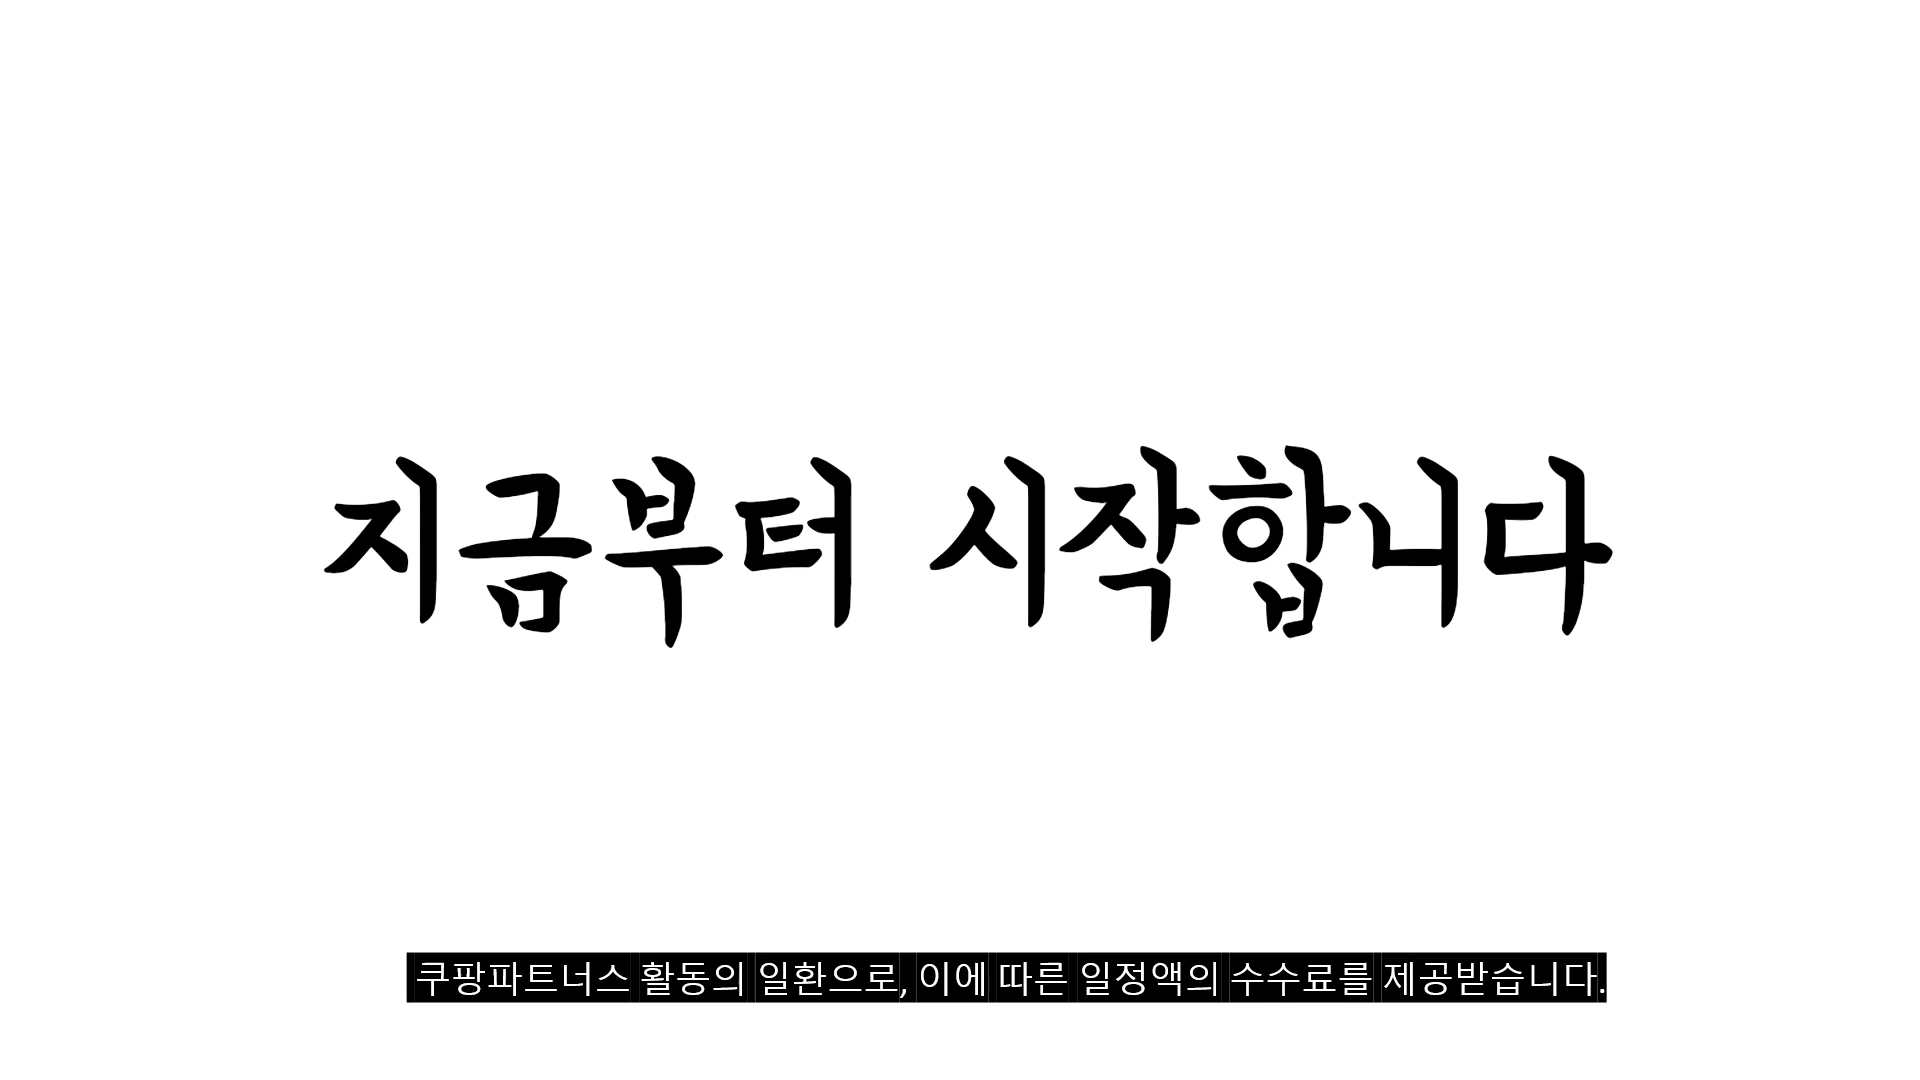 지금부터 시작합니다
쿠팡파트너스 활동의 일환으로, 이에 따른 일정액의 수수료를 제공받습니다.